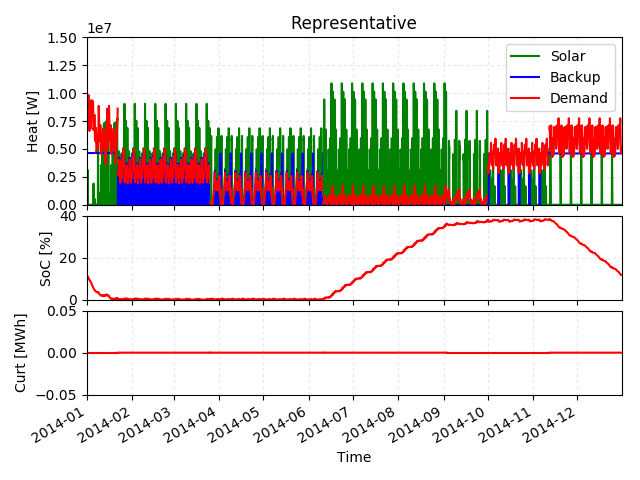 Representative
1e7
1.50
1.25
1.00
0.75
0.50
0.25
0.00
Heat [W]
Solar
Backup
Demand
40
20
0
SoC [%]
0.05
0.00
−0.05
Curt [MWh]
2014-01
2014-02
2014-03
2014-04
2014-05
2014-06
2014-07
2014-08
2014-09
2014-10
2014-11
2014-12
Time